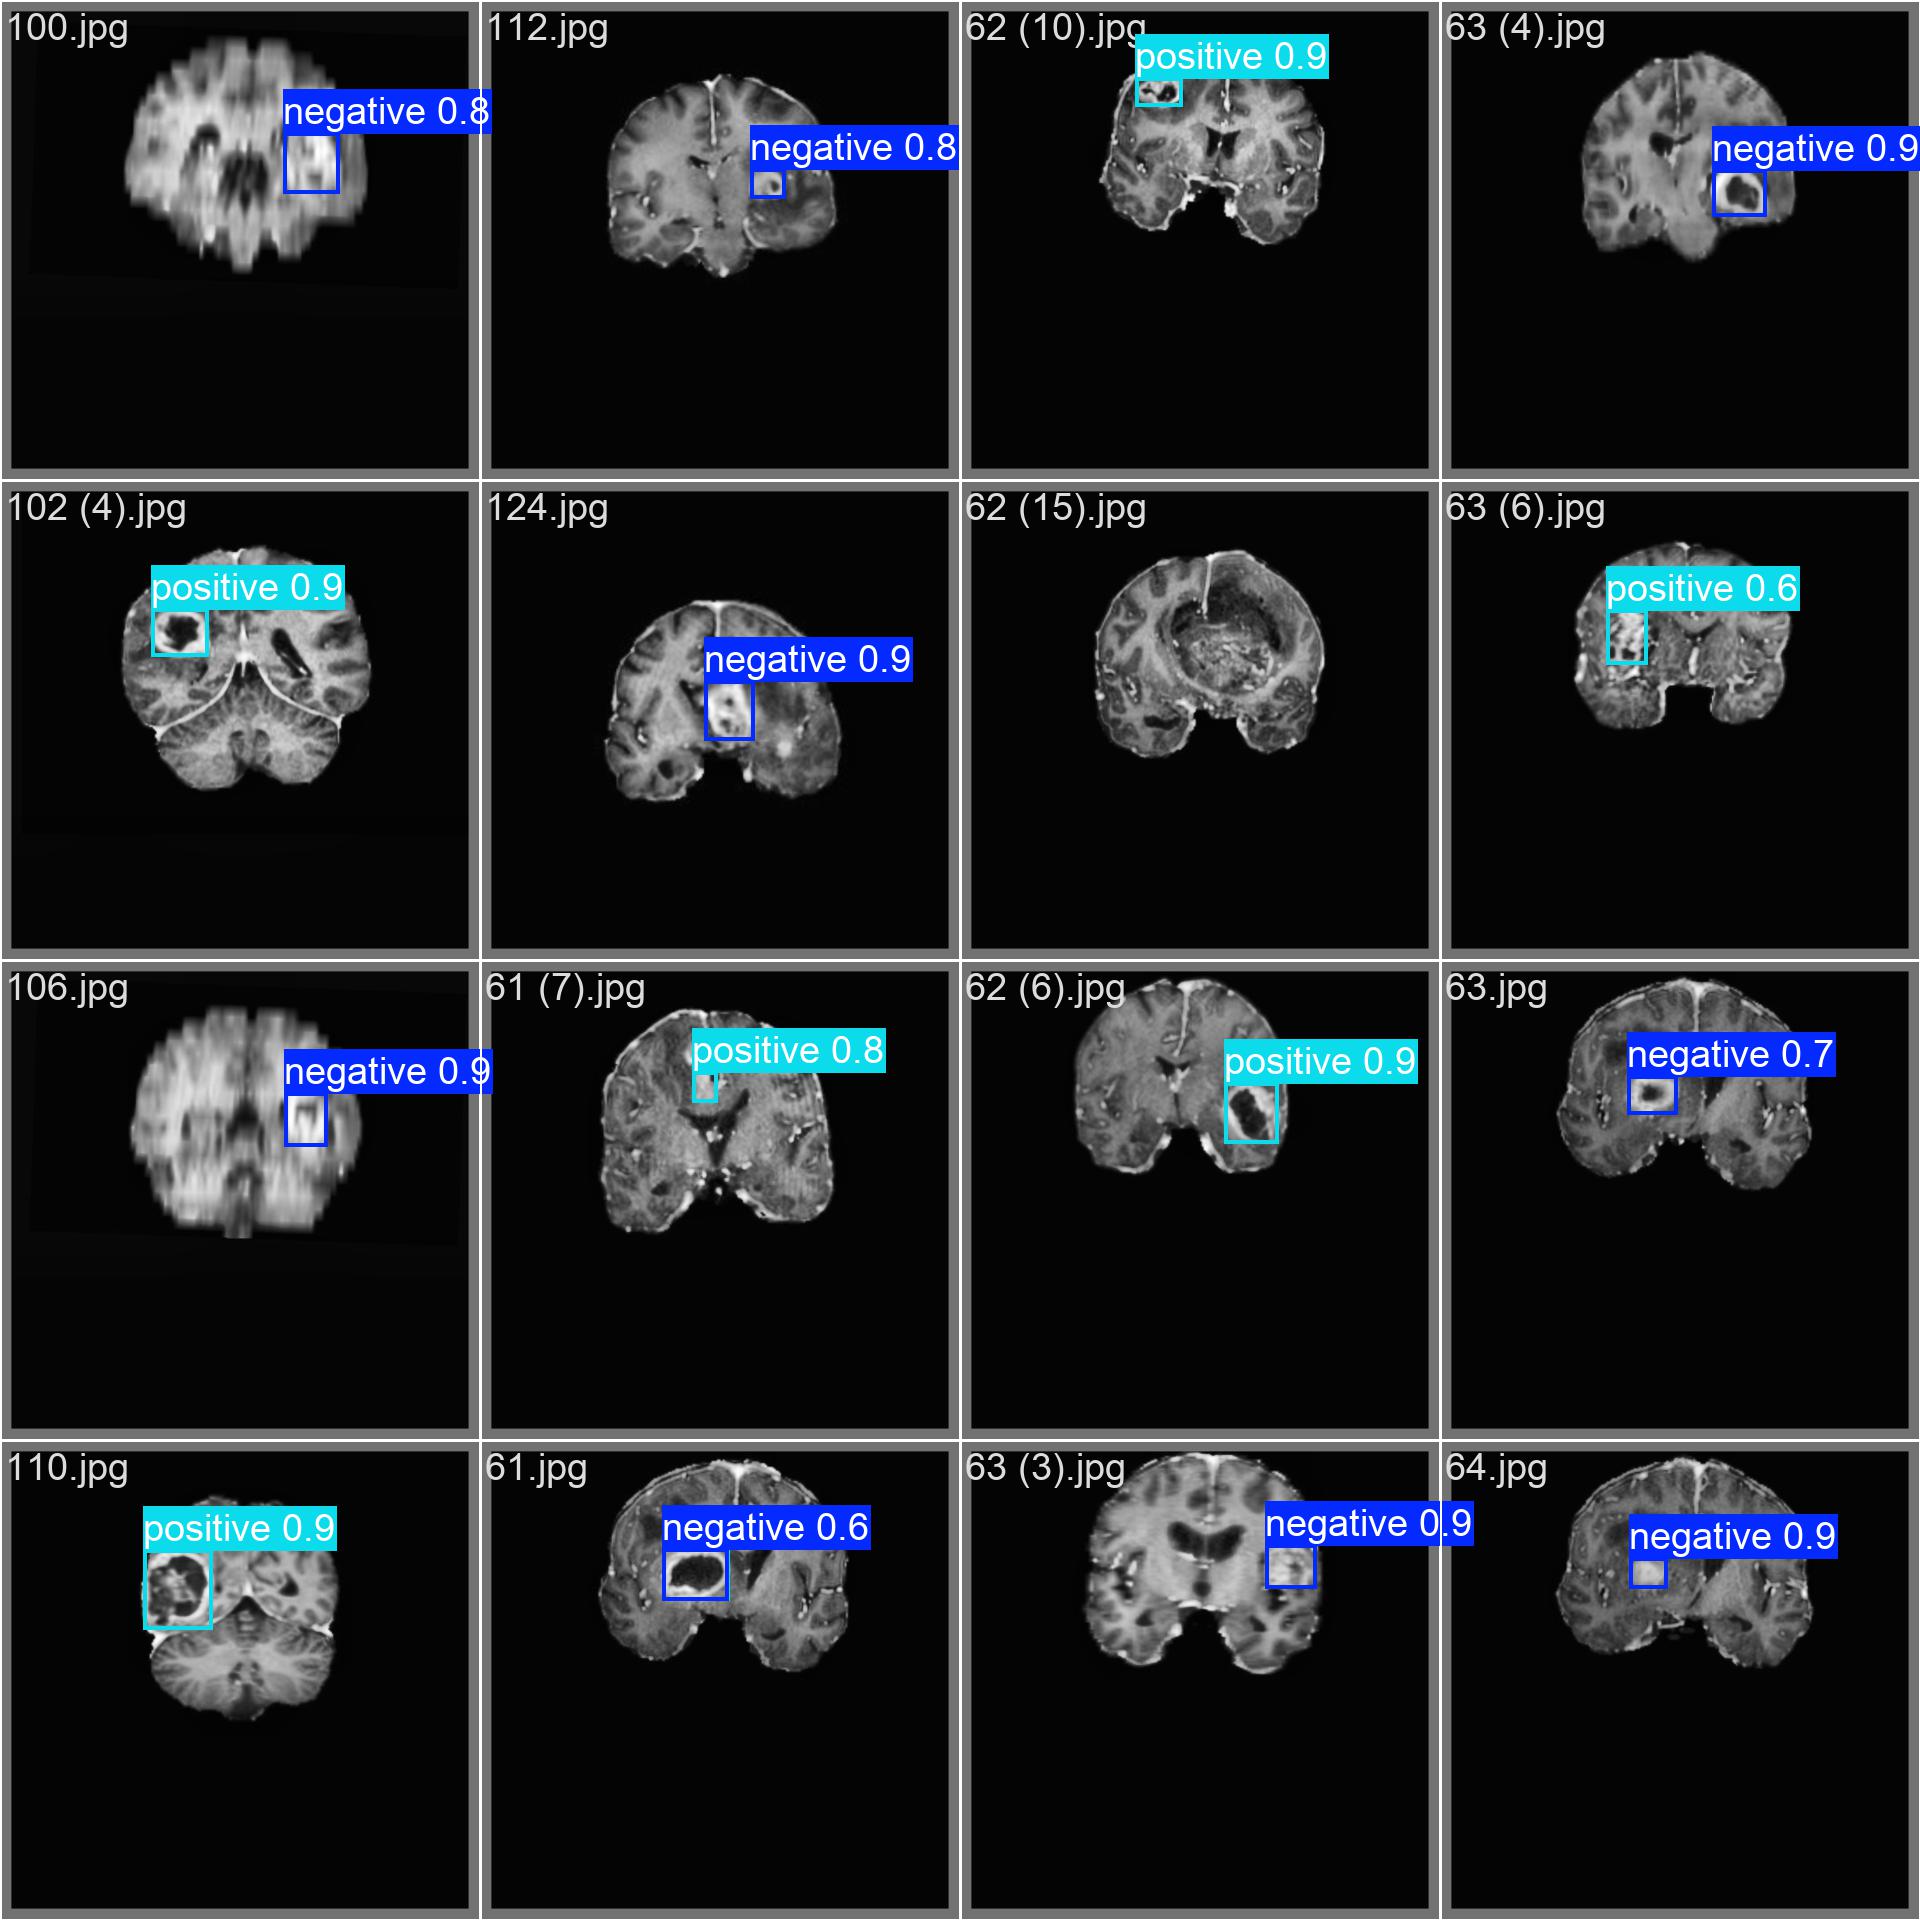 100.jpg
negative 0.8
112.jpg
negative 0.8
62 (10).jpg
positive 0.9
63 (4).jpg
negative 0.9
102 (4).jpg
positive 0.9
124.jpg
negative 0.9
62 (15).jpg
63 (6).jpg
positive 0.6
106.jpg
negative 0.9
61 (7).jpg
positive 0.8
62 (6).jpg
positive 0.9
63.jpg
negative 0.7
110.jpg
positive 0.9
61.jpg
negative 0.6
63 (3).jpg
negative 0.9
64.jpg
negative 0.9